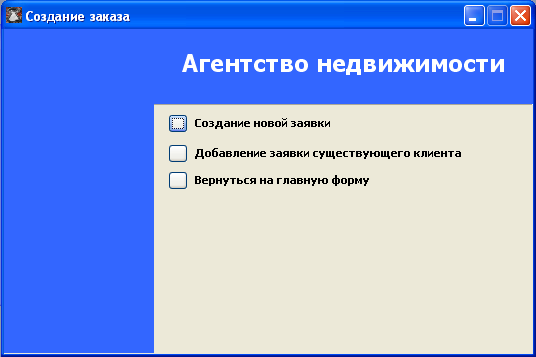 Создание заказа
Агентство недвижимости
Создание новой заявки
Добавление заявки существующего клиента
Вернуться на главную форму